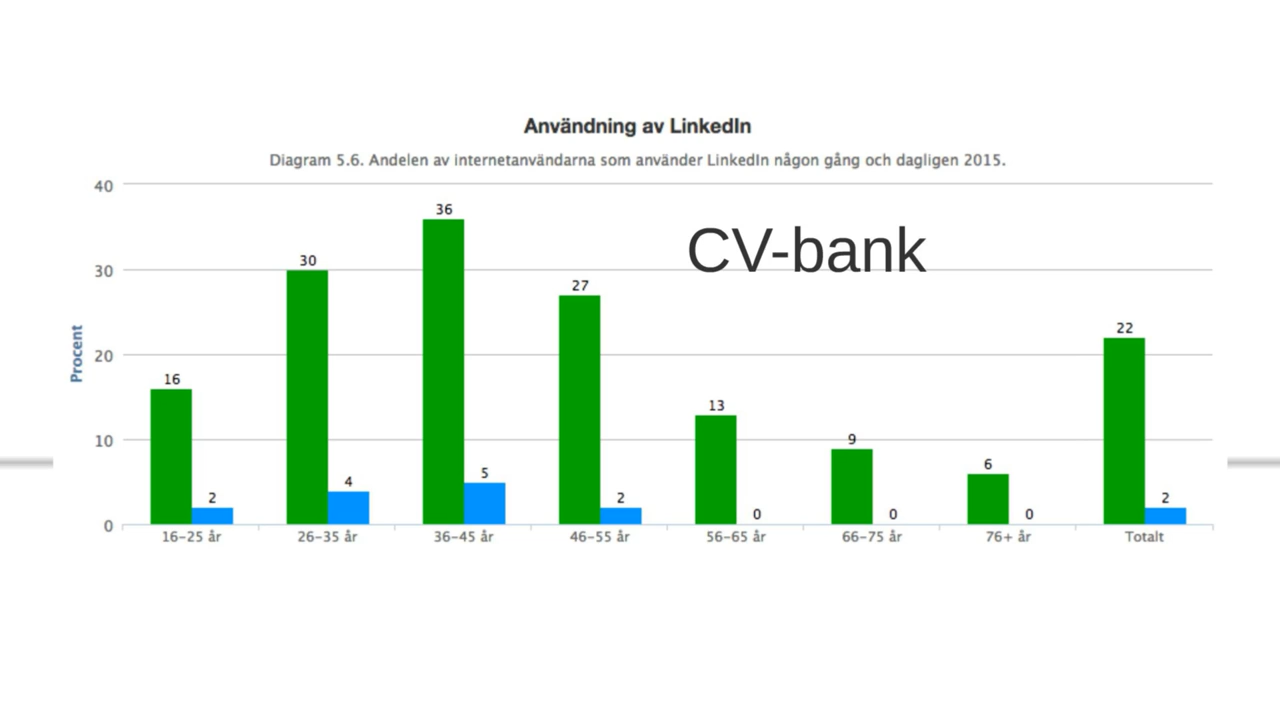 Användning av LinkedIn
Diagram 5.6. Andelen av internetanvändarna som använder LinkedIn någon gång och dagligen 2015.
CV-bank
Procent
40
30
20
10
0
16 2
30 4
36 5
27 2
13 0
9 0
6 0
22 2
16–25 år 26–35 år 36–45 år 46–55 år 56–65 år 66–75 år 76+ år Totalt